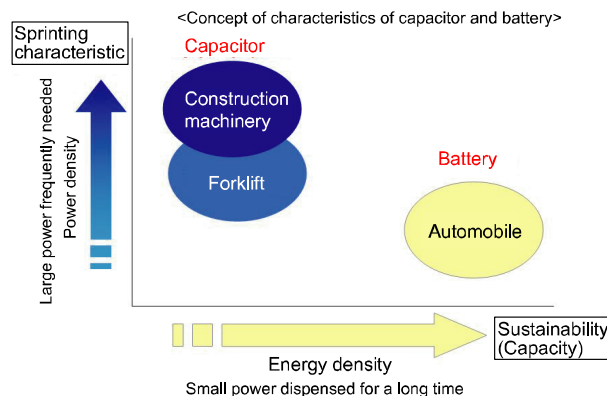 <Concept of characteristics of capacitor and battery>
Sprinting
characteristic
Capacitor
Construction
machinery
Forklift
Battery
Automobile
Large power frequently needed
Power density
Sustainability
(Capacity)
Energy density
Small power dispensed for a long time